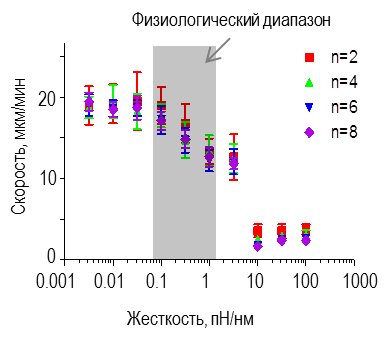 Физиологический диапазон
n=2
n=4
n=6
n=8
Скорость, мкм/мин
20
10
0
0.001
0.01
0.1
1
10
100
1000
Жесткость, пН/нм